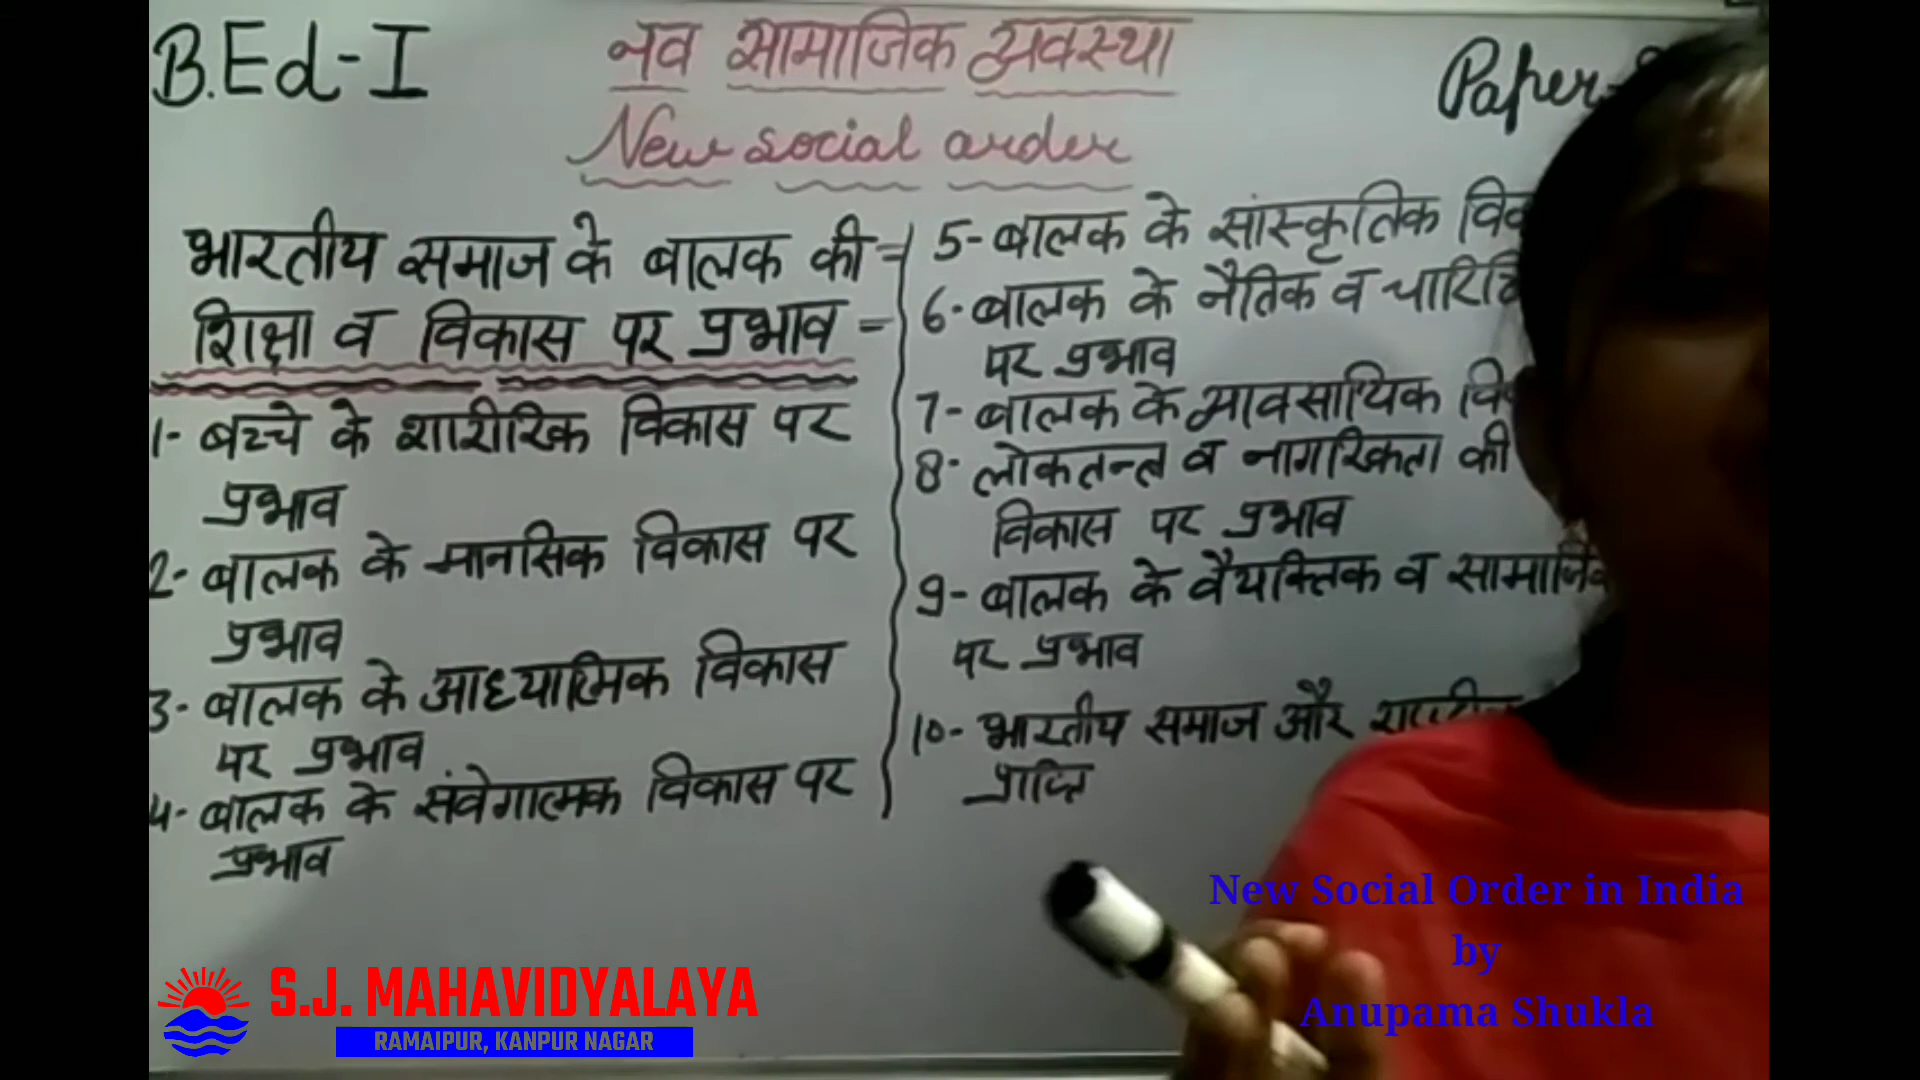 B.Ed-I
नव सामाजिक व्यवस्था
New social order
भारतीय समाज के बालक की
शिक्षा व विकास पर प्रभाव -
1- बच्चे के शारीरिक विकास पर
प्रभाव
2- बालक के मानसिक विकास पर
प्रभाव
3- बालक के आध्यात्मिक विकास
पर प्रभाव
4- बालक के संवेगात्मक विकास पर
प्रभाव
Paper-
5- बालक के सांस्कृतिक
6- बालक के नैतिक व
पर प्रभाव
7- बालक के व्यावसायिक
8- लोकतन्त्र व नागरिकता की
विकास पर प्रभाव
9- बालक के वैयक्तिक व
पर प्रभाव
10- भारतीय समाज और
प्राप्ति
New Social Order in India
by
Anupama Shukla
S.J. MAHAVIDYALAYA
RAMAIPUR, KANPUR NAGAR